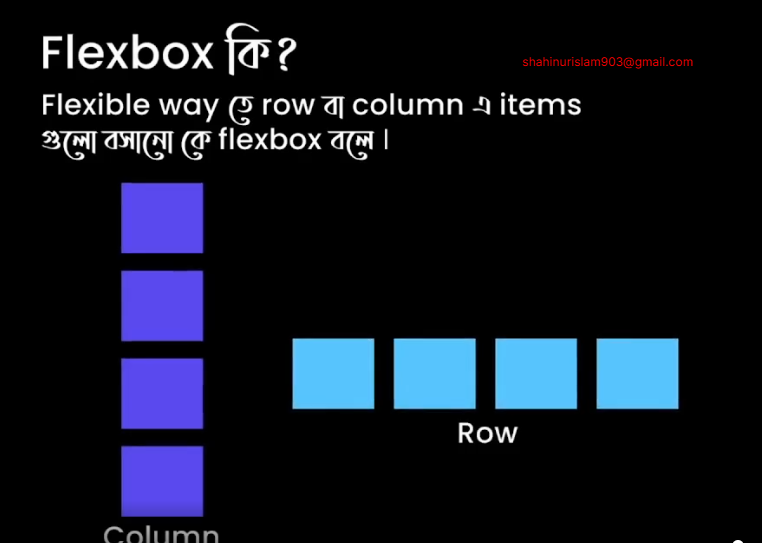 Flexbox কি?
shahinurislam903@gmail.com
Flexible way তে row বা column এ items
গুলো বসানো কে flexbox বলে ।
Row
Column